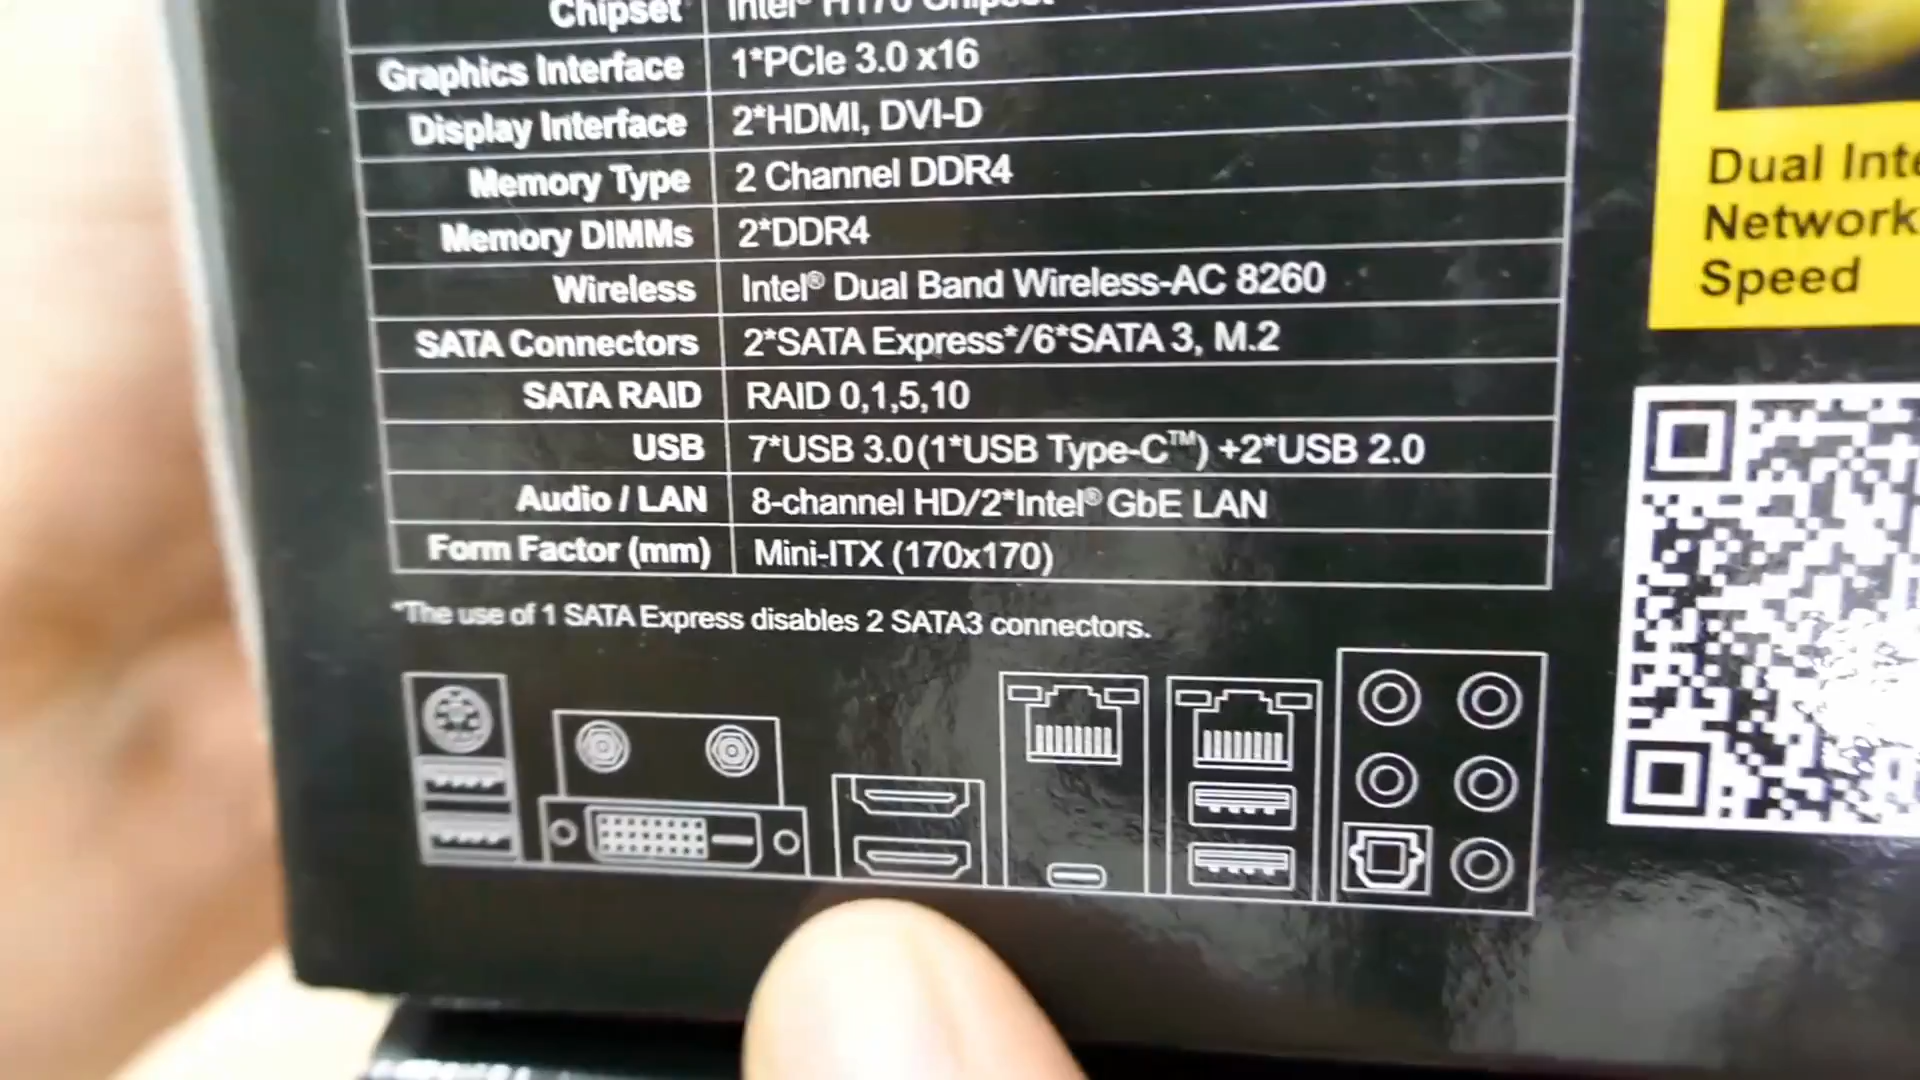 Chipset Intel® H170 Chipset
Graphics Interface 1*PCIe 3.0 x16
Display Interface 2*HDMI, DVI-D
Memory Type 2 Channel DDR4
Memory DIMMs 2*DDR4
Wireless Intel® Dual Band Wireless-AC 8260
SATA Connectors 2*SATA Express*/6*SATA 3, M.2
SATA RAID RAID 0,1,5,10
USB 7*USB 3.0(1*USB Type-C™) +2*USB 2.0
Audio / LAN 8-channel HD/2*Intel® GbE LAN
Form Factor (mm) Mini-ITX (170x170)
*The use of 1 SATA Express disables 2 SATA3 connectors.
Dual Inte
Network
Speed